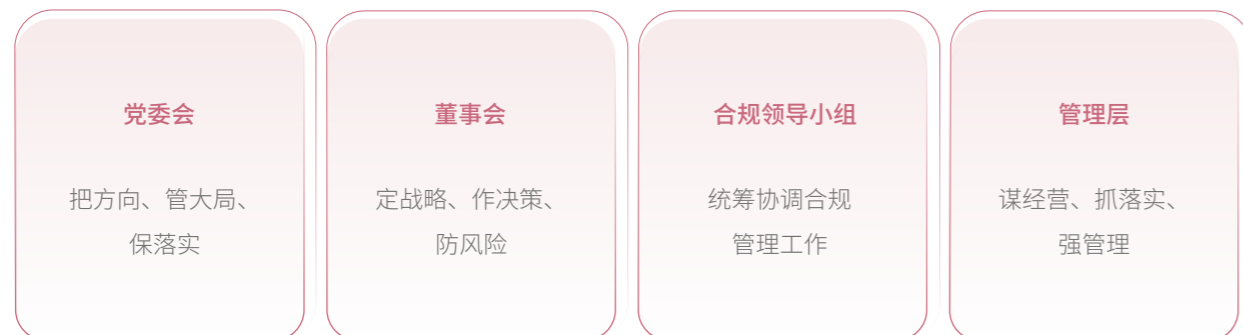 党委会
把方向、管大局、
保落实
董事会
定战略、作决策、
防风险
合规领导小组
统筹协调合规
管理工作
管理层
谋经营、抓落实、
强管理